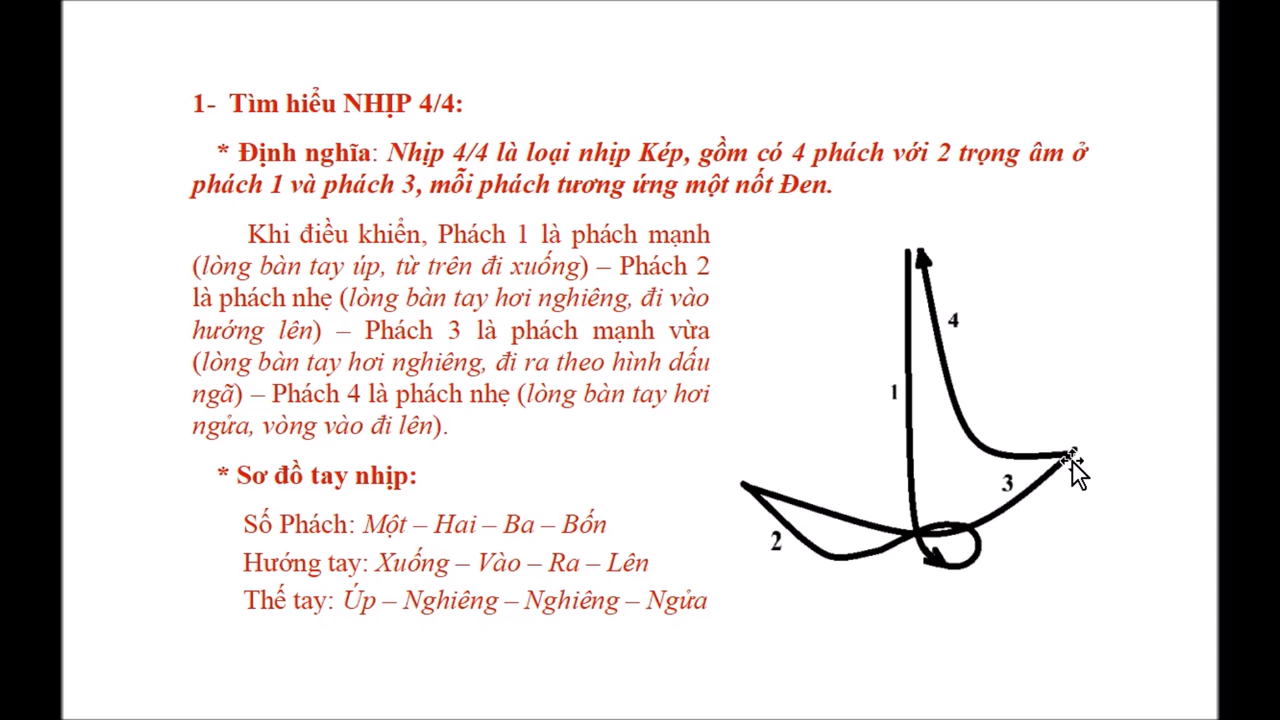 1- Tìm hiểu NHỊP 4/4:
* Định nghĩa: Nhịp 4/4 là loại nhịp Kép, gồm có 4 phách với 2 trọng âm ở
phách 1 và phách 3, mỗi phách tương ứng một nốt Đen.
Khi điều khiển, Phách 1 là phách mạnh
(lòng bàn tay úp, từ trên đi xuống) – Phách 2
là phách nhẹ (lòng bàn tay hơi nghiêng, đi vào
hướng lên) – Phách 3 là phách mạnh vừa
(lòng bàn tay hơi nghiêng, đi ra theo hình dấu
ngã) – Phách 4 là phách nhẹ (lòng bàn tay hơi
ngửa, vòng vào đi lên).
* Sơ đồ tay nhịp:
Số Phách: Một – Hai – Ba – Bốn
Hướng tay: Xuống – Vào – Ra – Lên
Thế tay: Úp – Nghiêng – Nghiêng – Ngửa
4
1
3
2